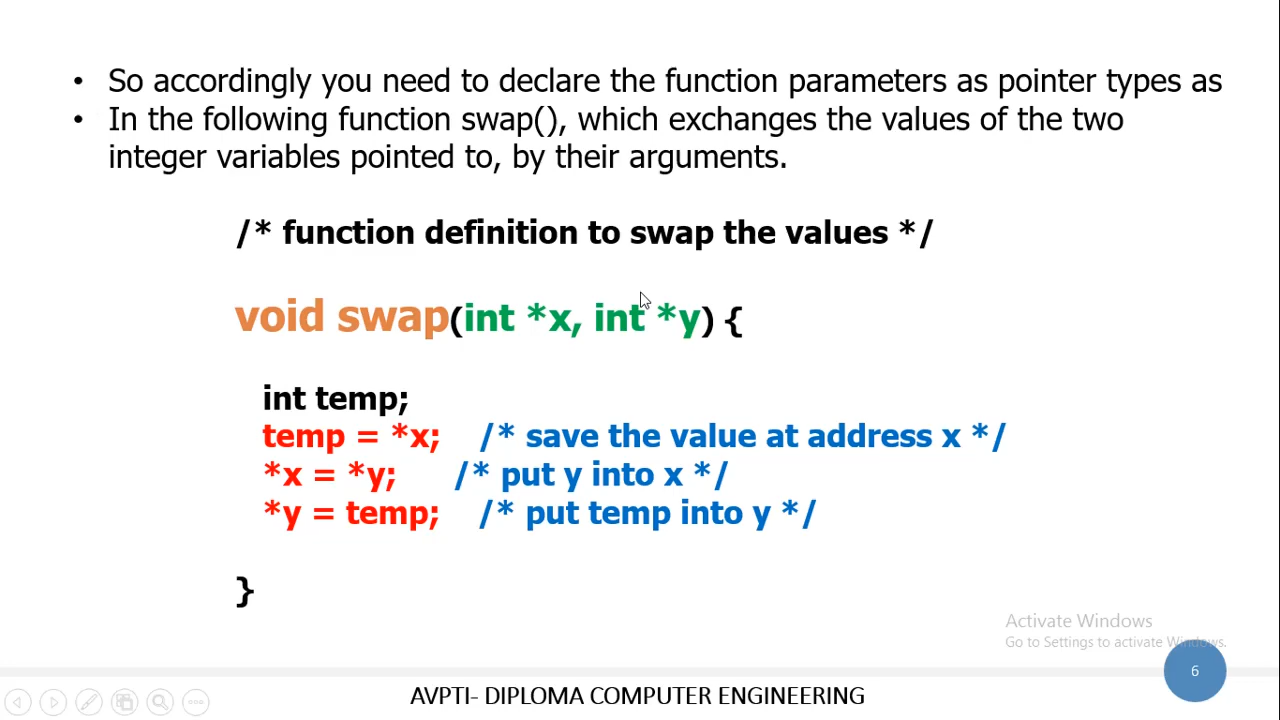 • So accordingly you need to declare the function parameters as pointer types as
• In the following function swap(), which exchanges the values of the two
integer variables pointed to, by their arguments.
/* function definition to swap the values */
void swap(int *x, int *y) {
int temp;
temp = *x; /* save the value at address x */
*x = *y; /* put y into x */
*y = temp; /* put temp into y */
}
Activate Windows
Go to Settings to activate Windows.
6
AVPTI- DIPLOMA COMPUTER ENGINEERING